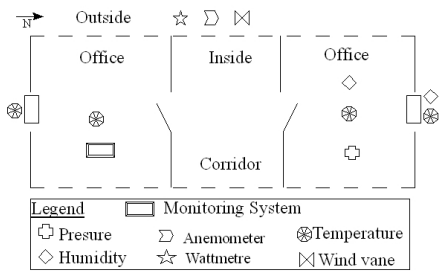 N
Outside
Office
Inside
Office
Corridor
Legend
Monitoring System
Presure
Anemometer
Temperature
Humidity
Wattmetre
Wind vane